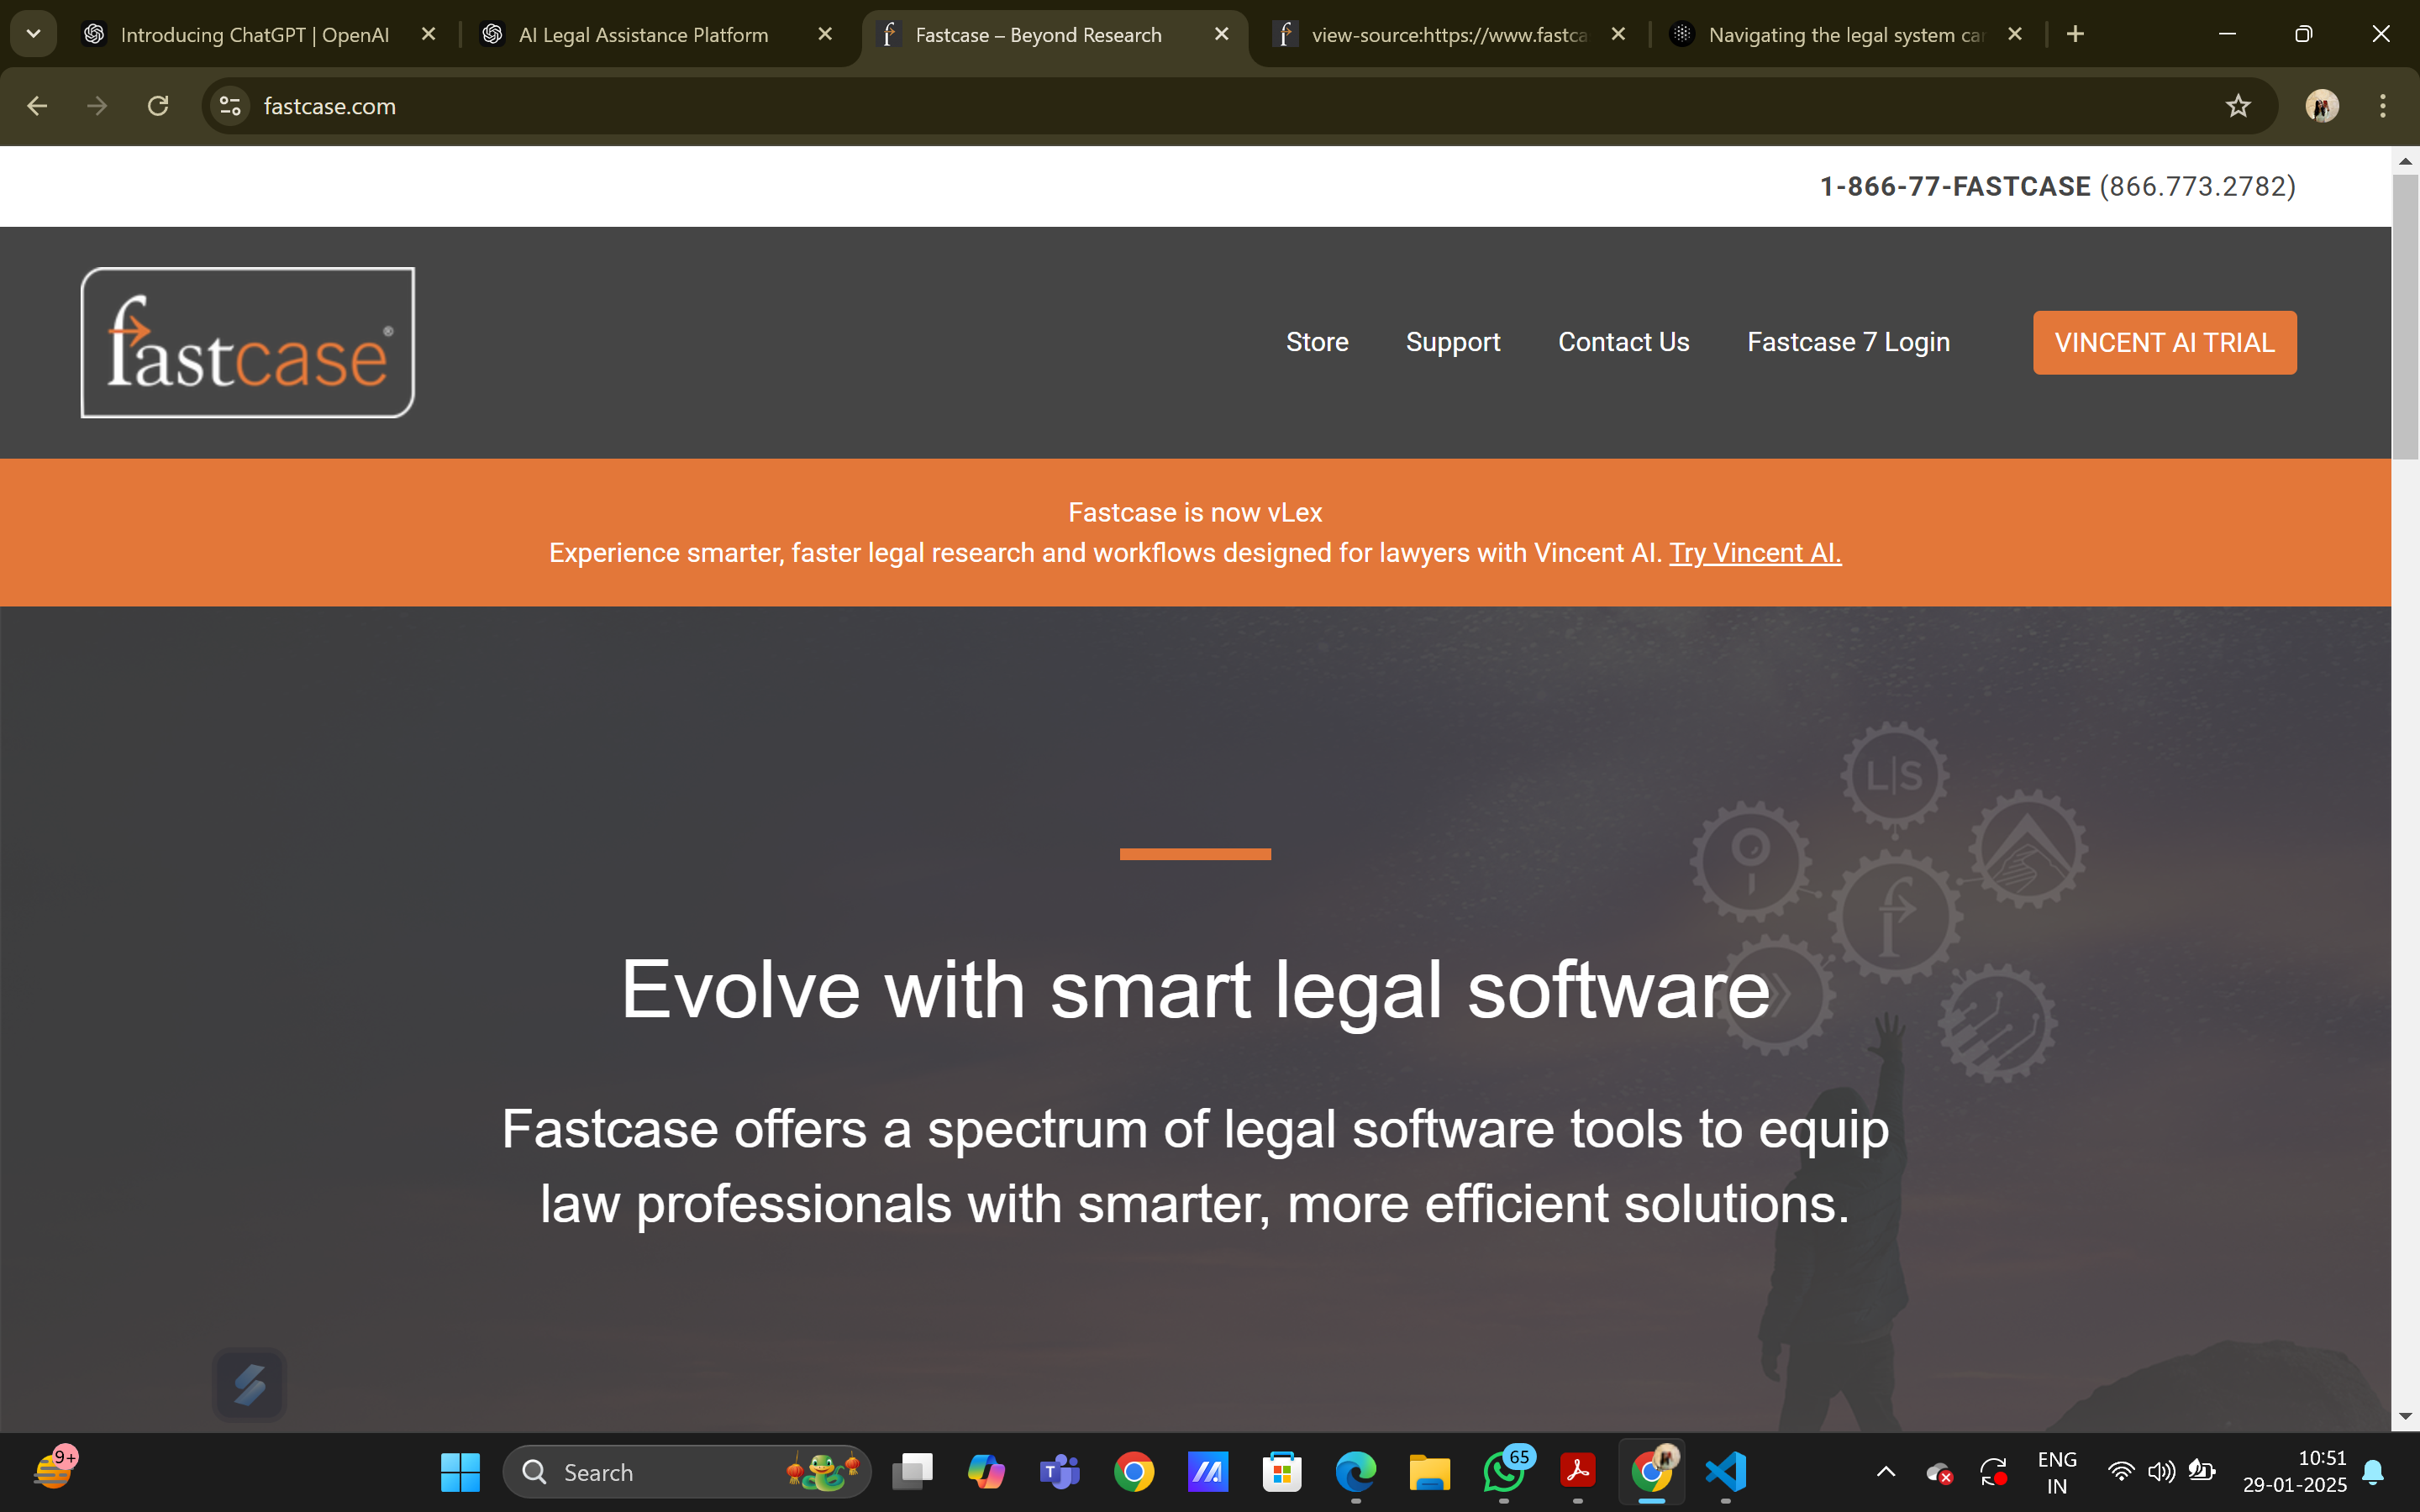 Introducing ChatGPT | OpenAI
AI Legal Assistance Platform
Fastcase – Beyond Research
view-source:https://www.fastca
Navigating the legal system ca
fastcase.com
1-866-77-FASTCASE (866.773.2782)
fastcase®
Store
Support
Contact Us
Fastcase 7 Login
VINCENT AI TRIAL
Fastcase is now vLex
Experience smarter, faster legal research and workflows designed for lawyers with Vincent AI. Try Vincent AI.
L|S
f
Evolve with smart legal software
Fastcase offers a spectrum of legal software tools to equip
law professionals with smarter, more efficient solutions.
9+
Search
T
65
ENG
IN
10:51
29-01-2025